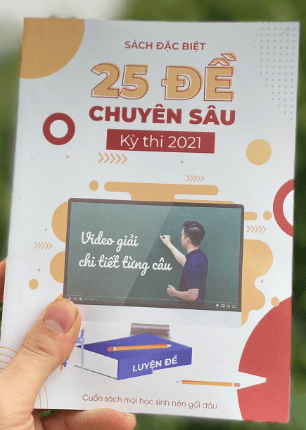 SÁCH ĐẶC BIỆT
25 ĐỀ
CHUYÊN SÂU
Kỳ thi 2021
Video giải
chi tiết từng câu
LUYỆN ĐỀ
Cuốn sách mọi học sinh nên gối đầu